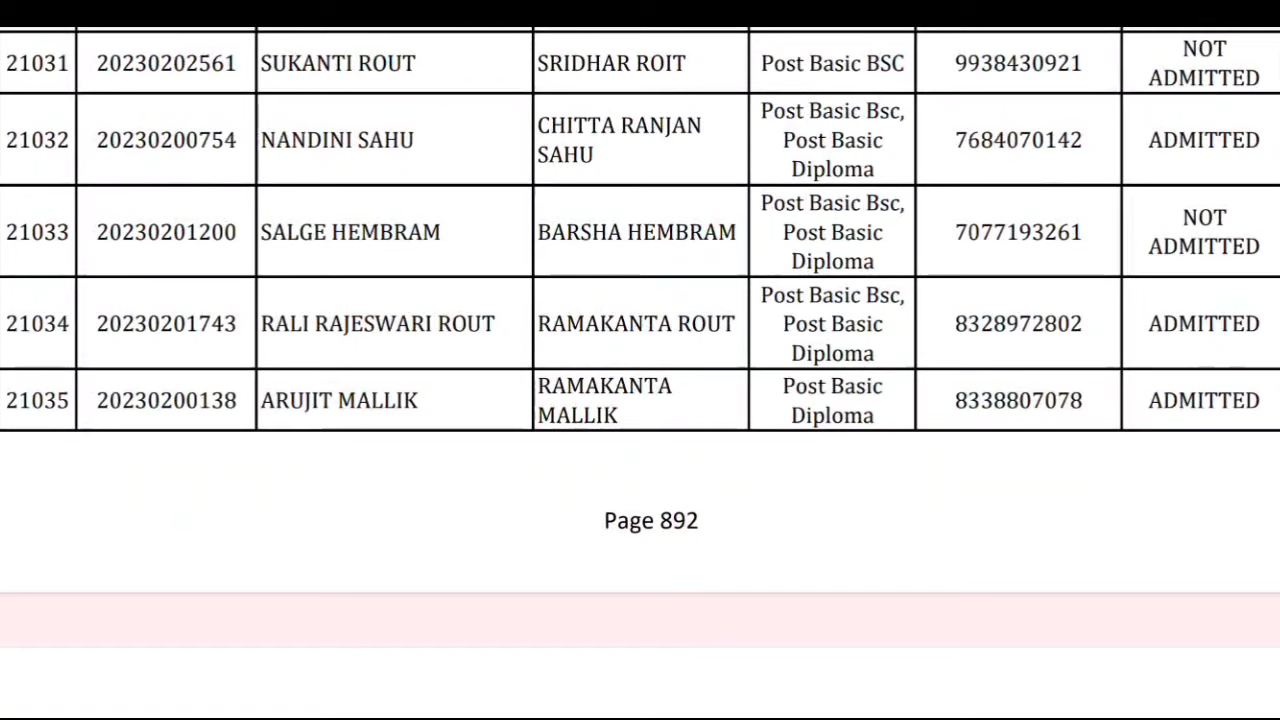 21031 20230202561 SUKANTI ROUT SRIDHAR ROIT Post Basic BSC 9938430921 NOT ADMITTED
21032 20230200754 NANDINI SAHU CHITTA RANJAN SAHU Post Basic Bsc, Post Basic Diploma 7684070142 ADMITTED
21033 20230201200 SALGE HEMBRAM BARSHA HEMBRAM Post Basic Bsc, Post Basic Diploma 7077193261 NOT ADMITTED
21034 20230201743 RALI RAJESWARI ROUT RAMAKANTA ROUT Post Basic Bsc, Post Basic Diploma 8328972802 ADMITTED
21035 20230200138 ARUJIT MALLIK RAMAKANTA MALLIK Post Basic Diploma 8338807078 ADMITTED
Page 892